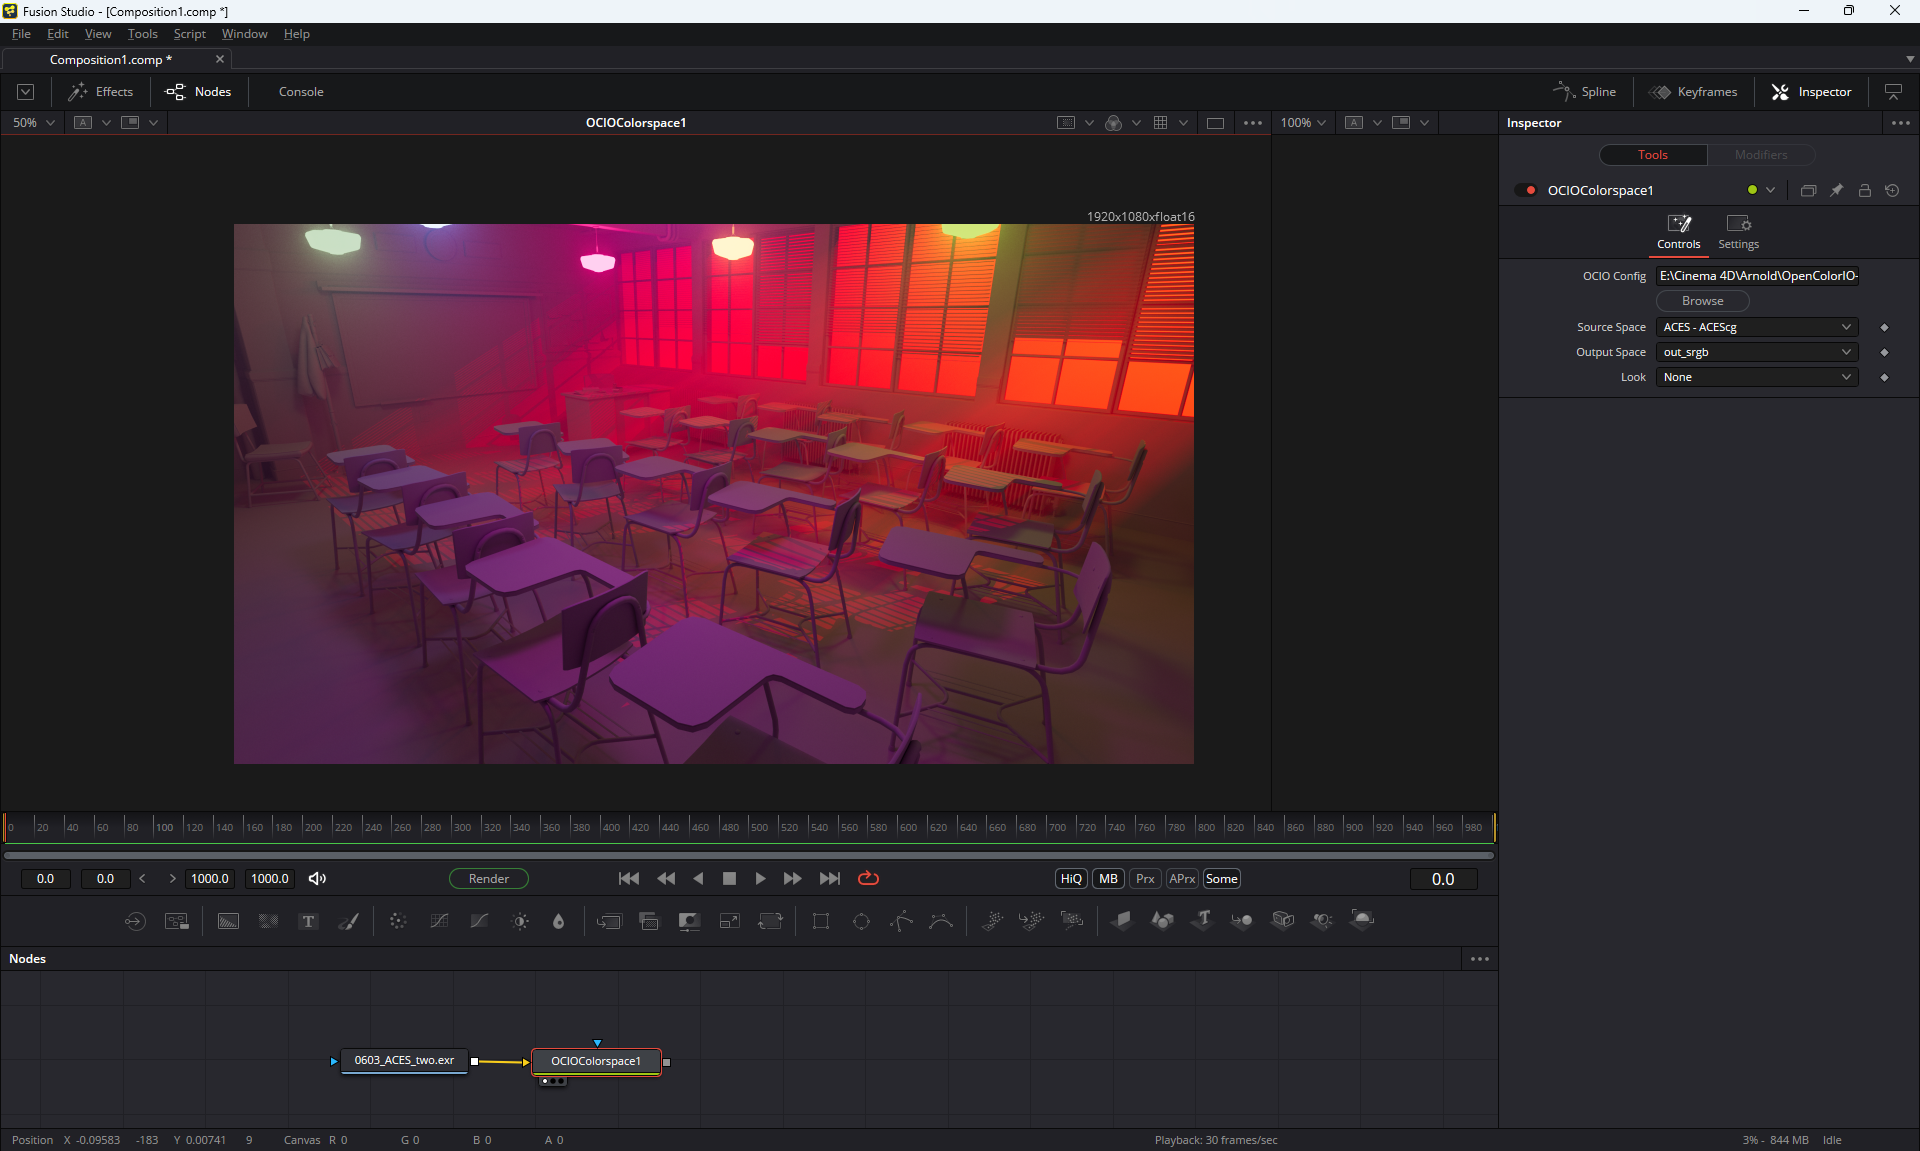 Fusion Studio - [Composition1.comp *]
File Edit View Tools Script Window Help
Composition1.comp *
Effects Nodes Console Spline Keyframes Inspector
50% A OCIOColorspace1 100% A Inspector
Tools Modifiers
OCIOColorspace1
1920x1080xfloat16
Controls Settings
OCIO Config E:\Cinema 4D\Arnold\OpenColorIO-
Browse
Source Space ACES - ACEScg
Output Space out_srgb
Look None
0 20 40 60 80 100 120 140 160 180 200 220 240 260 280 300 320 340 360 380 400 420 440 460 480 500 520 540 560 580 600 620 640 660 680 700 720 740 760 780 800 820 840 860 880 900 920 940 960 980
0.0 0.0 < > 1000.0 1000.0 Render HiQ MB Prx APrx Some 0.0
T T
Nodes
0603_ACES_two.exr OCIOColorspace1
Position X -0.09583 -183 Y 0.00741 9 Canvas R 0 G 0 B 0 A 0 Playback: 30 frames/sec 3% - 844 MB Idle